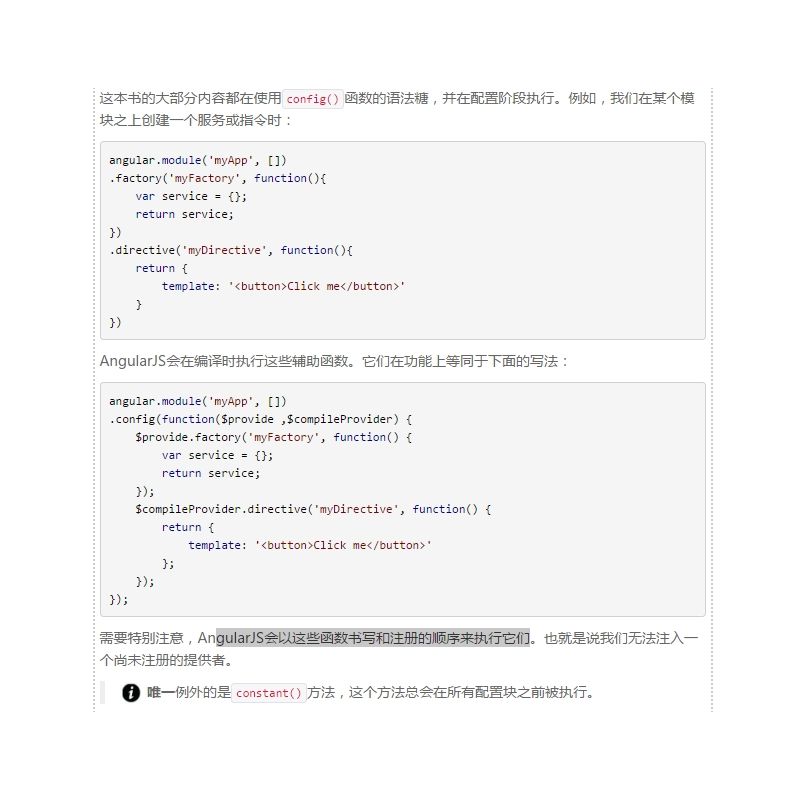 这本书的大部分内容都在使用config()函数的语法糖，并在配置阶段执行。例如，我们在某个模
块之上创建一个服务或指令时：
angular.module('myApp', [])
.factory('myFactory', function(){
    var service = {};
    return service;
})
.directive('myDirective', function(){
    return {
        template: '<button>Click me</button>'
    }
})
AngularJS会在编译时执行这些辅助函数。它们在功能上等同于下面的写法：
angular.module('myApp', [])
.config(function($provide ,$compileProvider) {
    $provide.factory('myFactory', function() {
        var service = {};
        return service;
    });
    $compileProvider.directive('myDirective', function() {
        return {
            template: '<button>Click me</button>'
        };
    });
});
需要特别注意，AngularJS会以这些函数书写和注册的顺序来执行它们。也就是说我们无法注入一
个尚未注册的提供者。
唯一例外的是constant()方法，这个方法总会在所有配置块之前被执行。